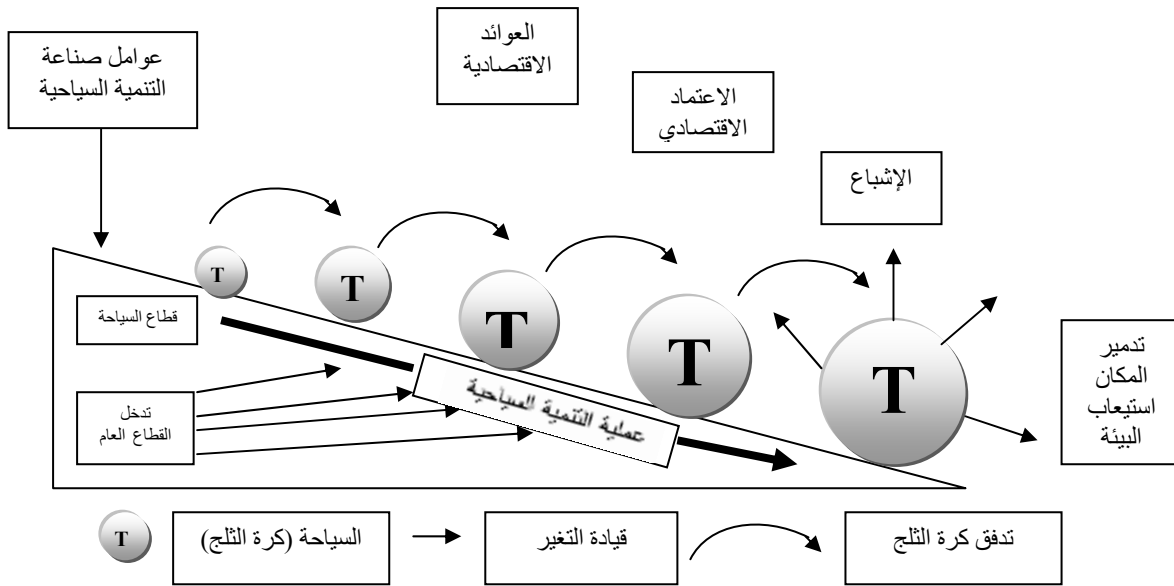 عوامل صناعة
التنمية السياحية
العوائد
الاقتصادية
الاعتماد
الاقتصادي
الإشباع
T
T
T
T
T
قطاع السياحة
تدخل
القطاع العام
عملية التنمية السياحية
تدمير
المكان
استيعاب
البيئة
T
السياحة (كرة الثلج)
قيادة التغير
تدفق كرة الثلج